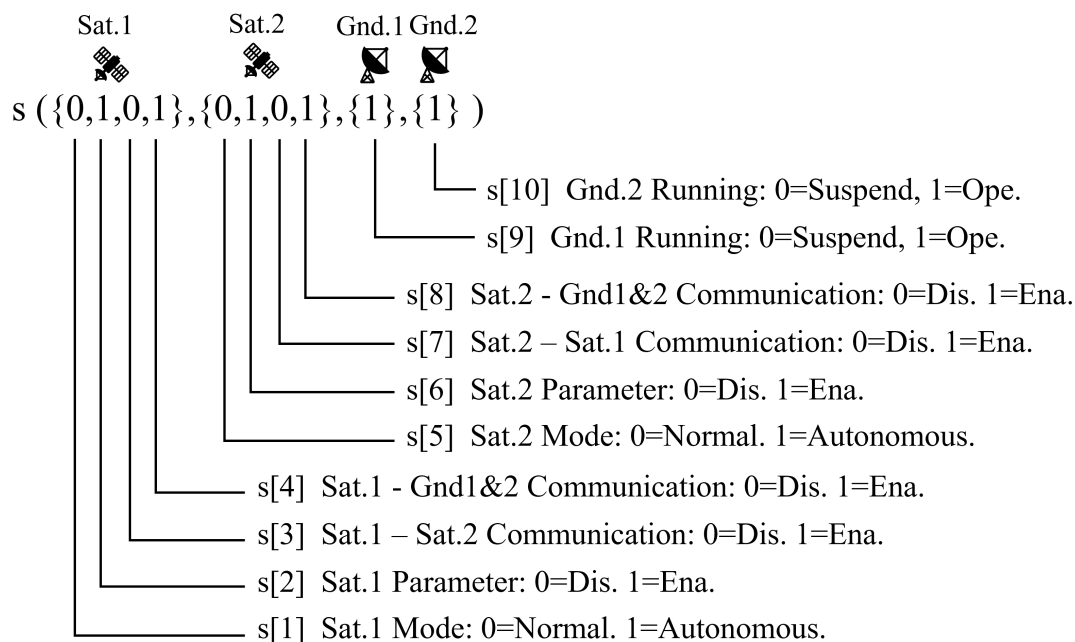 Sat.1 Sat.2 Gnd.1 Gnd.2
s ({0,1,0,1},{0,1,0,1},{1},{1} )
s[10] Gnd.2 Running: 0=Suspend, 1=Ope.
s[9] Gnd.1 Running: 0=Suspend, 1=Ope.
s[8] Sat.2 - Gnd1&2 Communication: 0=Dis. 1=Ena.
s[7] Sat.2 – Sat.1 Communication: 0=Dis. 1=Ena.
s[6] Sat.2 Parameter: 0=Dis. 1=Ena.
s[5] Sat.2 Mode: 0=Normal. 1=Autonomous.
s[4] Sat.1 - Gnd1&2 Communication: 0=Dis. 1=Ena.
s[3] Sat.1 – Sat.2 Communication: 0=Dis. 1=Ena.
s[2] Sat.1 Parameter: 0=Dis. 1=Ena.
s[1] Sat.1 Mode: 0=Normal. 1=Autonomous.